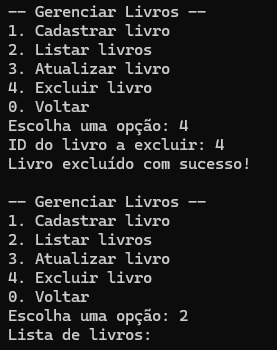 -- Gerenciar Livros --
1. Cadastrar livro
2. Listar livros
3. Atualizar livro
4. Excluir livro
0. Voltar
Escolha uma opção: 4
ID do livro a excluir: 4
Livro excluído com sucesso!

-- Gerenciar Livros --
1. Cadastrar livro
2. Listar livros
3. Atualizar livro
4. Excluir livro
0. Voltar
Escolha uma opção: 2
Lista de livros: